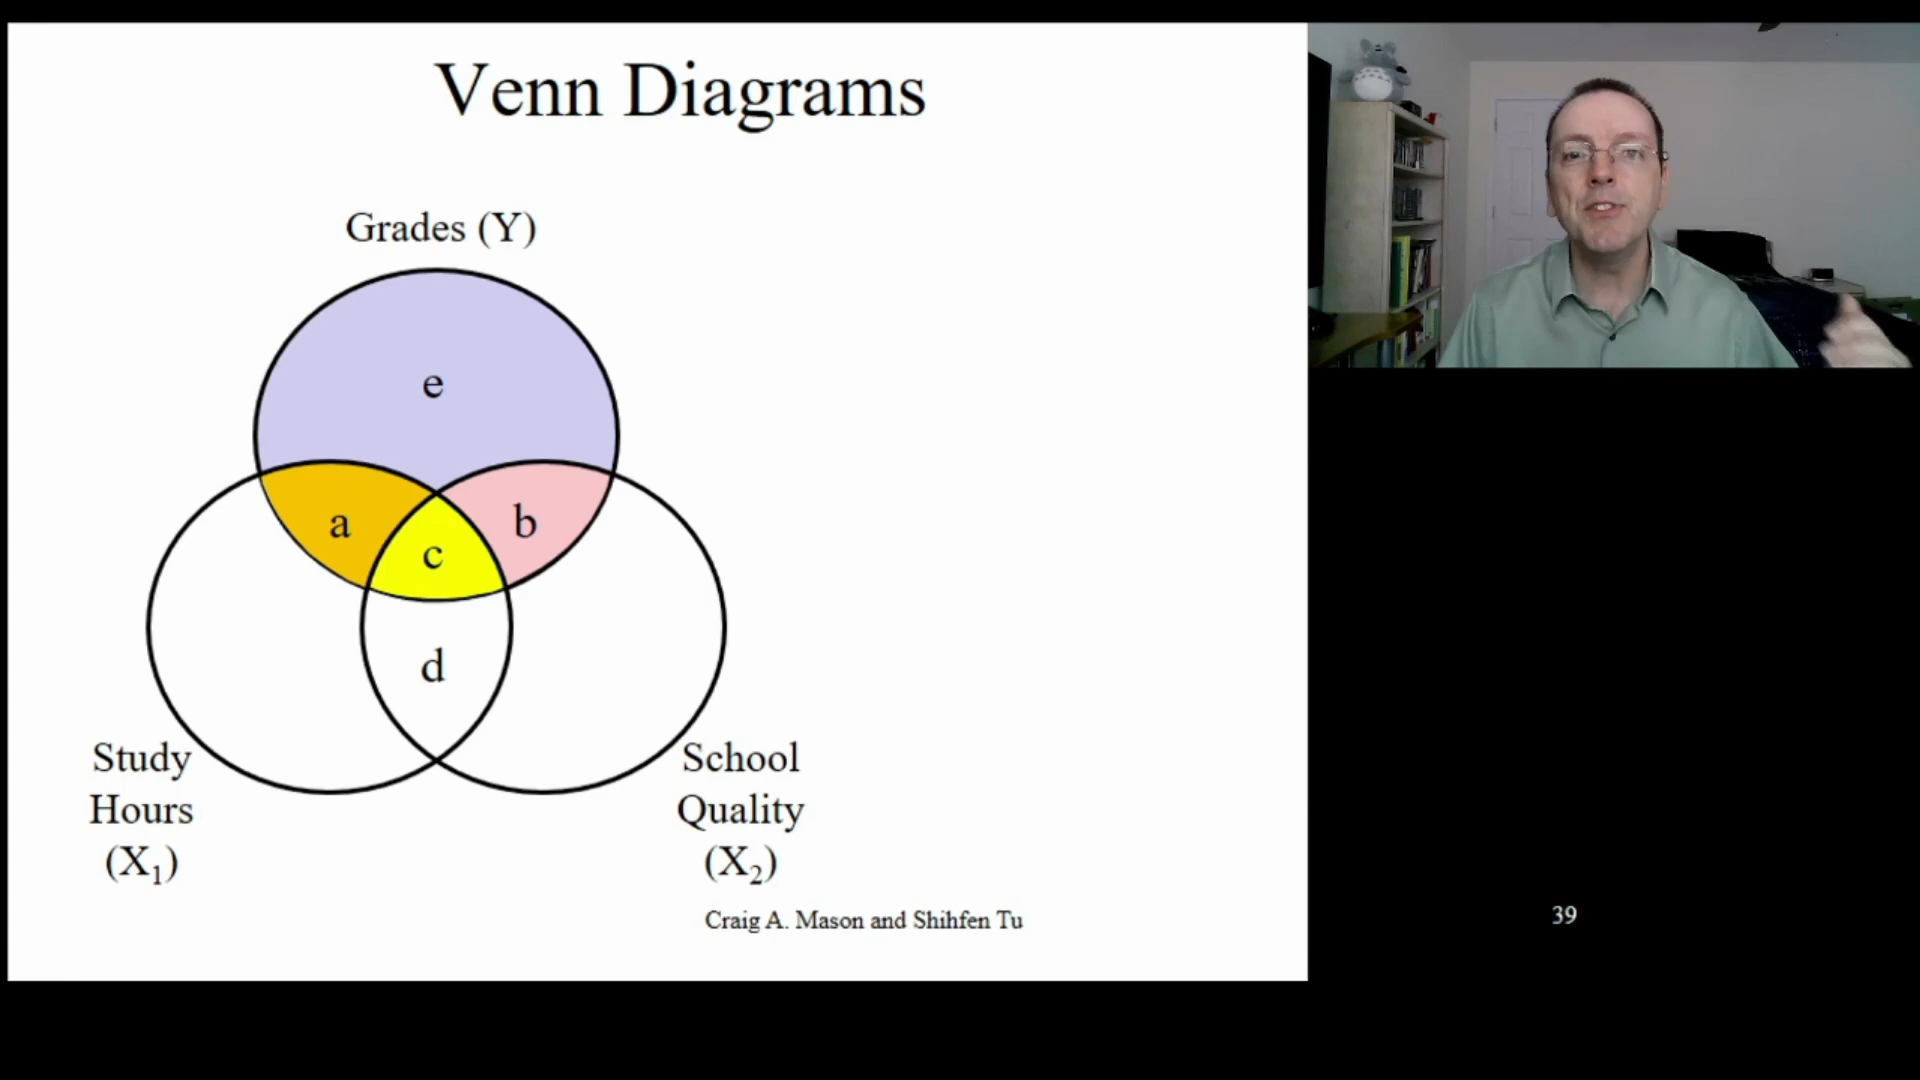 Venn Diagrams
Grades (Y)
e
a
b
c
d
Study
Hours
(X₁)
School
Quality
(X₂)
Craig A. Mason and Shihfen Tu
39